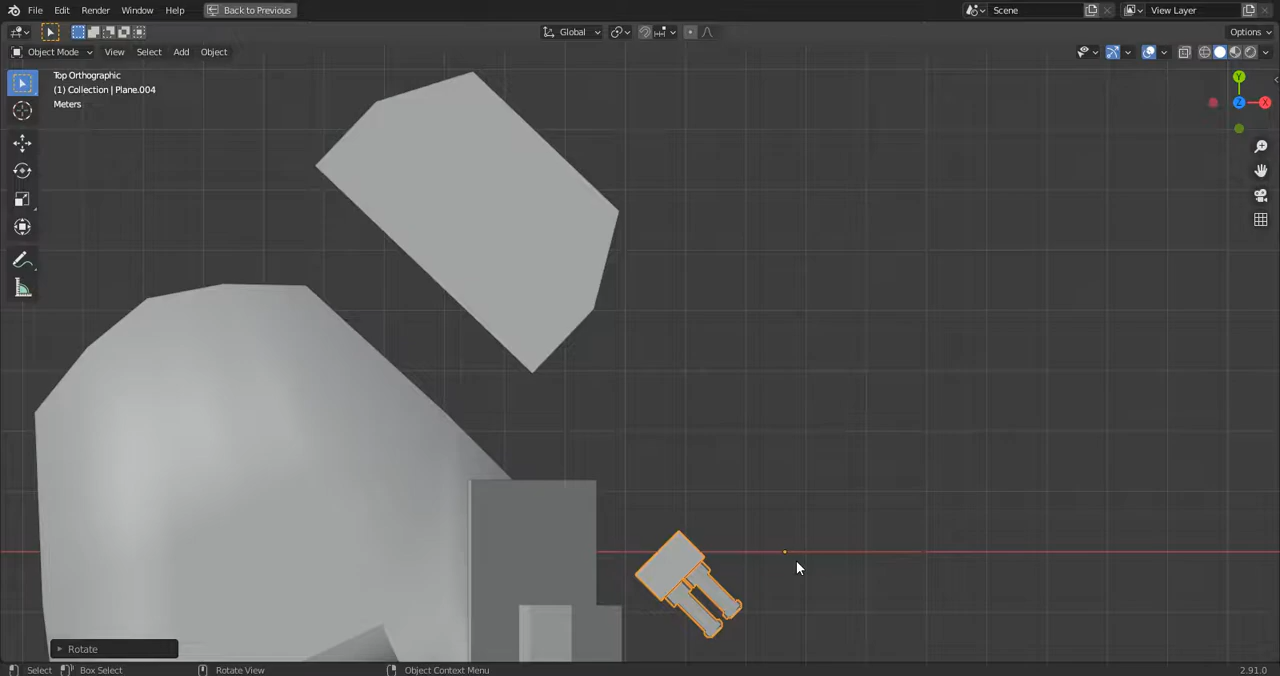 File Edit Render Window Help Back to Previous Scene View Layer
Global Options
Object Mode View Select Add Object
Top Orthographic
(1) Collection | Plane.004
Meters
Y
Z X
Rotate
Select Box Select Rotate View Object Context Menu 2.91.0